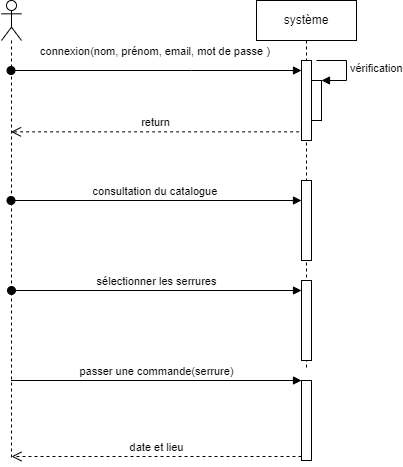 système
connexion(nom, prénom, email, mot de passe )
vérification
return
consultation du catalogue
sélectionner les serrures
passer une commande(serrure)
date et lieu